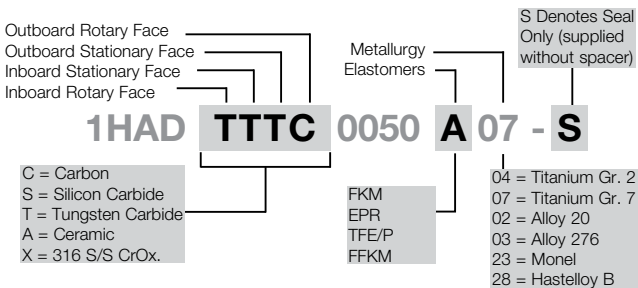 Outboard Rotary Face
Outboard Stationary Face
Inboard Stationary Face
Inboard Rotary Face
Metallurgy
Elastomers
S Denotes Seal
Only (supplied
without spacer)
1HAD TTTC 0050 A 07 - S
C = Carbon
S = Silicon Carbide
T = Tungsten Carbide
A = Ceramic
X = 316 S/S CrOx.
FKM
EPR
TFE/P
FFKM
04 = Titanium Gr. 2
07 = Titanium Gr. 7
02 = Alloy 20
03 = Alloy 276
23 = Monel
28 = Hastelloy B